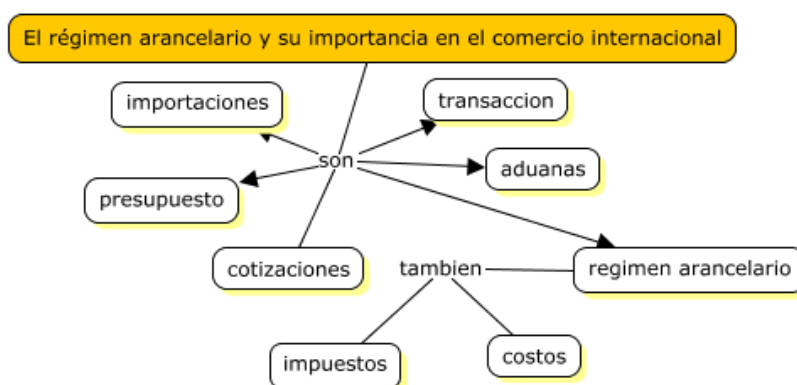 El régimen arancelario y su importancia en el comercio internacional
importaciones
transaccion
son
aduanas
presupuesto
cotizaciones
tambien
regimen arancelario
impuestos
costos